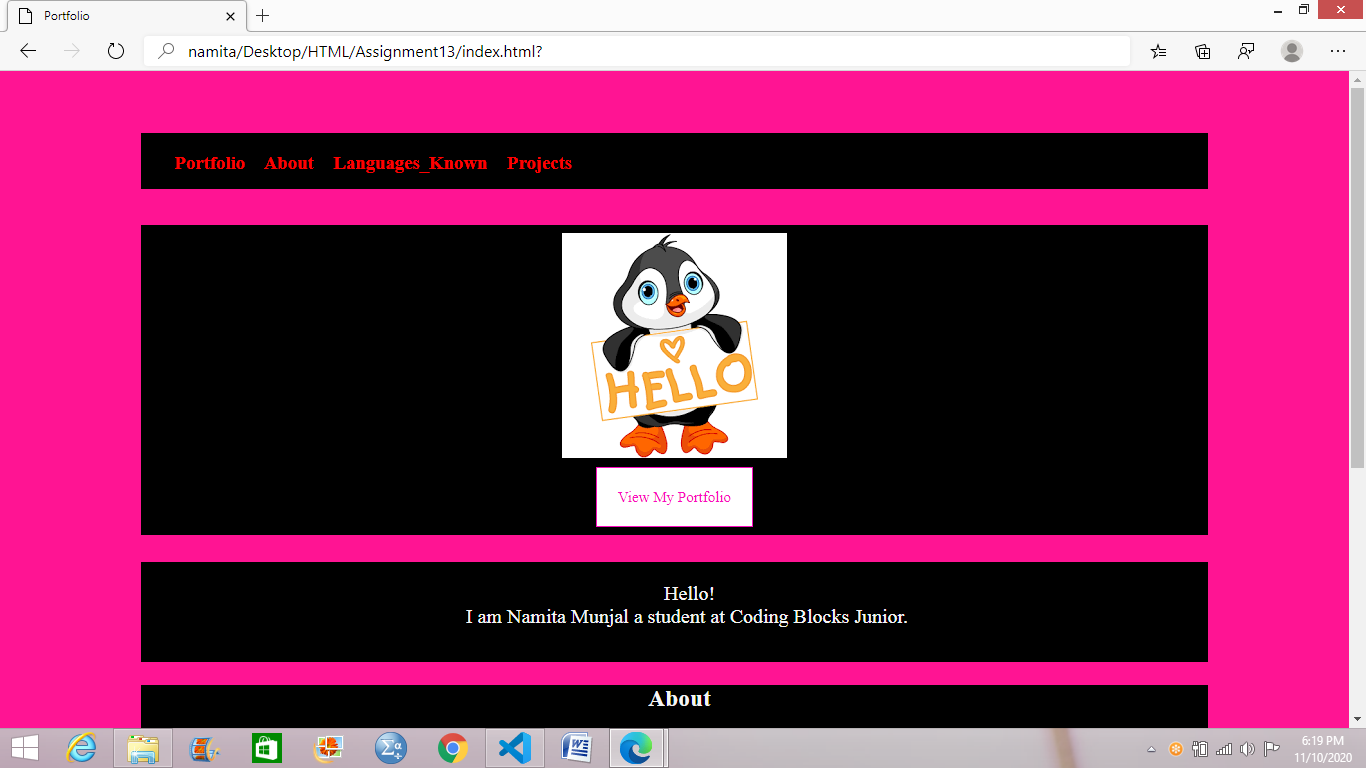 Portfolio
namita/Desktop/HTML/Assignment13/index.html?
Portfolio About Languages_Known Projects
HELLO
View My Portfolio
Hello!
I am Namita Munjal a student at Coding Blocks Junior.
About
6:19 PM
11/10/2020